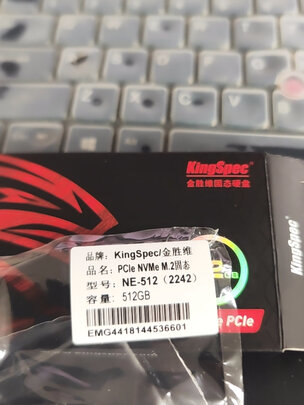 KingSpec®
金胜维固态硬盘
KingSpec
品牌: KingSpec/金胜维
品名: PCIe NVMe M.2固态
型号: NE-512 (2242)
容量: 512GB
EMG4418144536601
PCIe